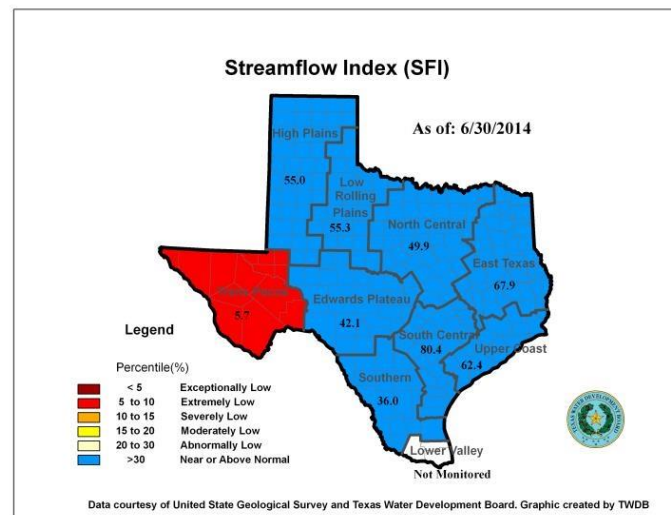 Streamflow Index (SFI)
As of: 6/30/2014
High Plains
55.0
Low
Rolling
Plains
55.3
North Central
49.9
East Texas
67.9
5.7
Edwards Plateau
42.1
South Central
80.4
Upper Coast
62.4
Southern
36.0
Lower Valley
Not Monitored
Legend
Percentile(%)
< 5 Exceptionally Low
5 to 10 Extremely Low
10 to 15 Severely Low
15 to 20 Moderately Low
20 to 30 Abnormally Low
>30 Near or Above Normal
TEXAS WATER DEVELOPMENT BOARD
Data courtesy of United State Geological Survey and Texas Water Development Board. Graphic created by TWDB